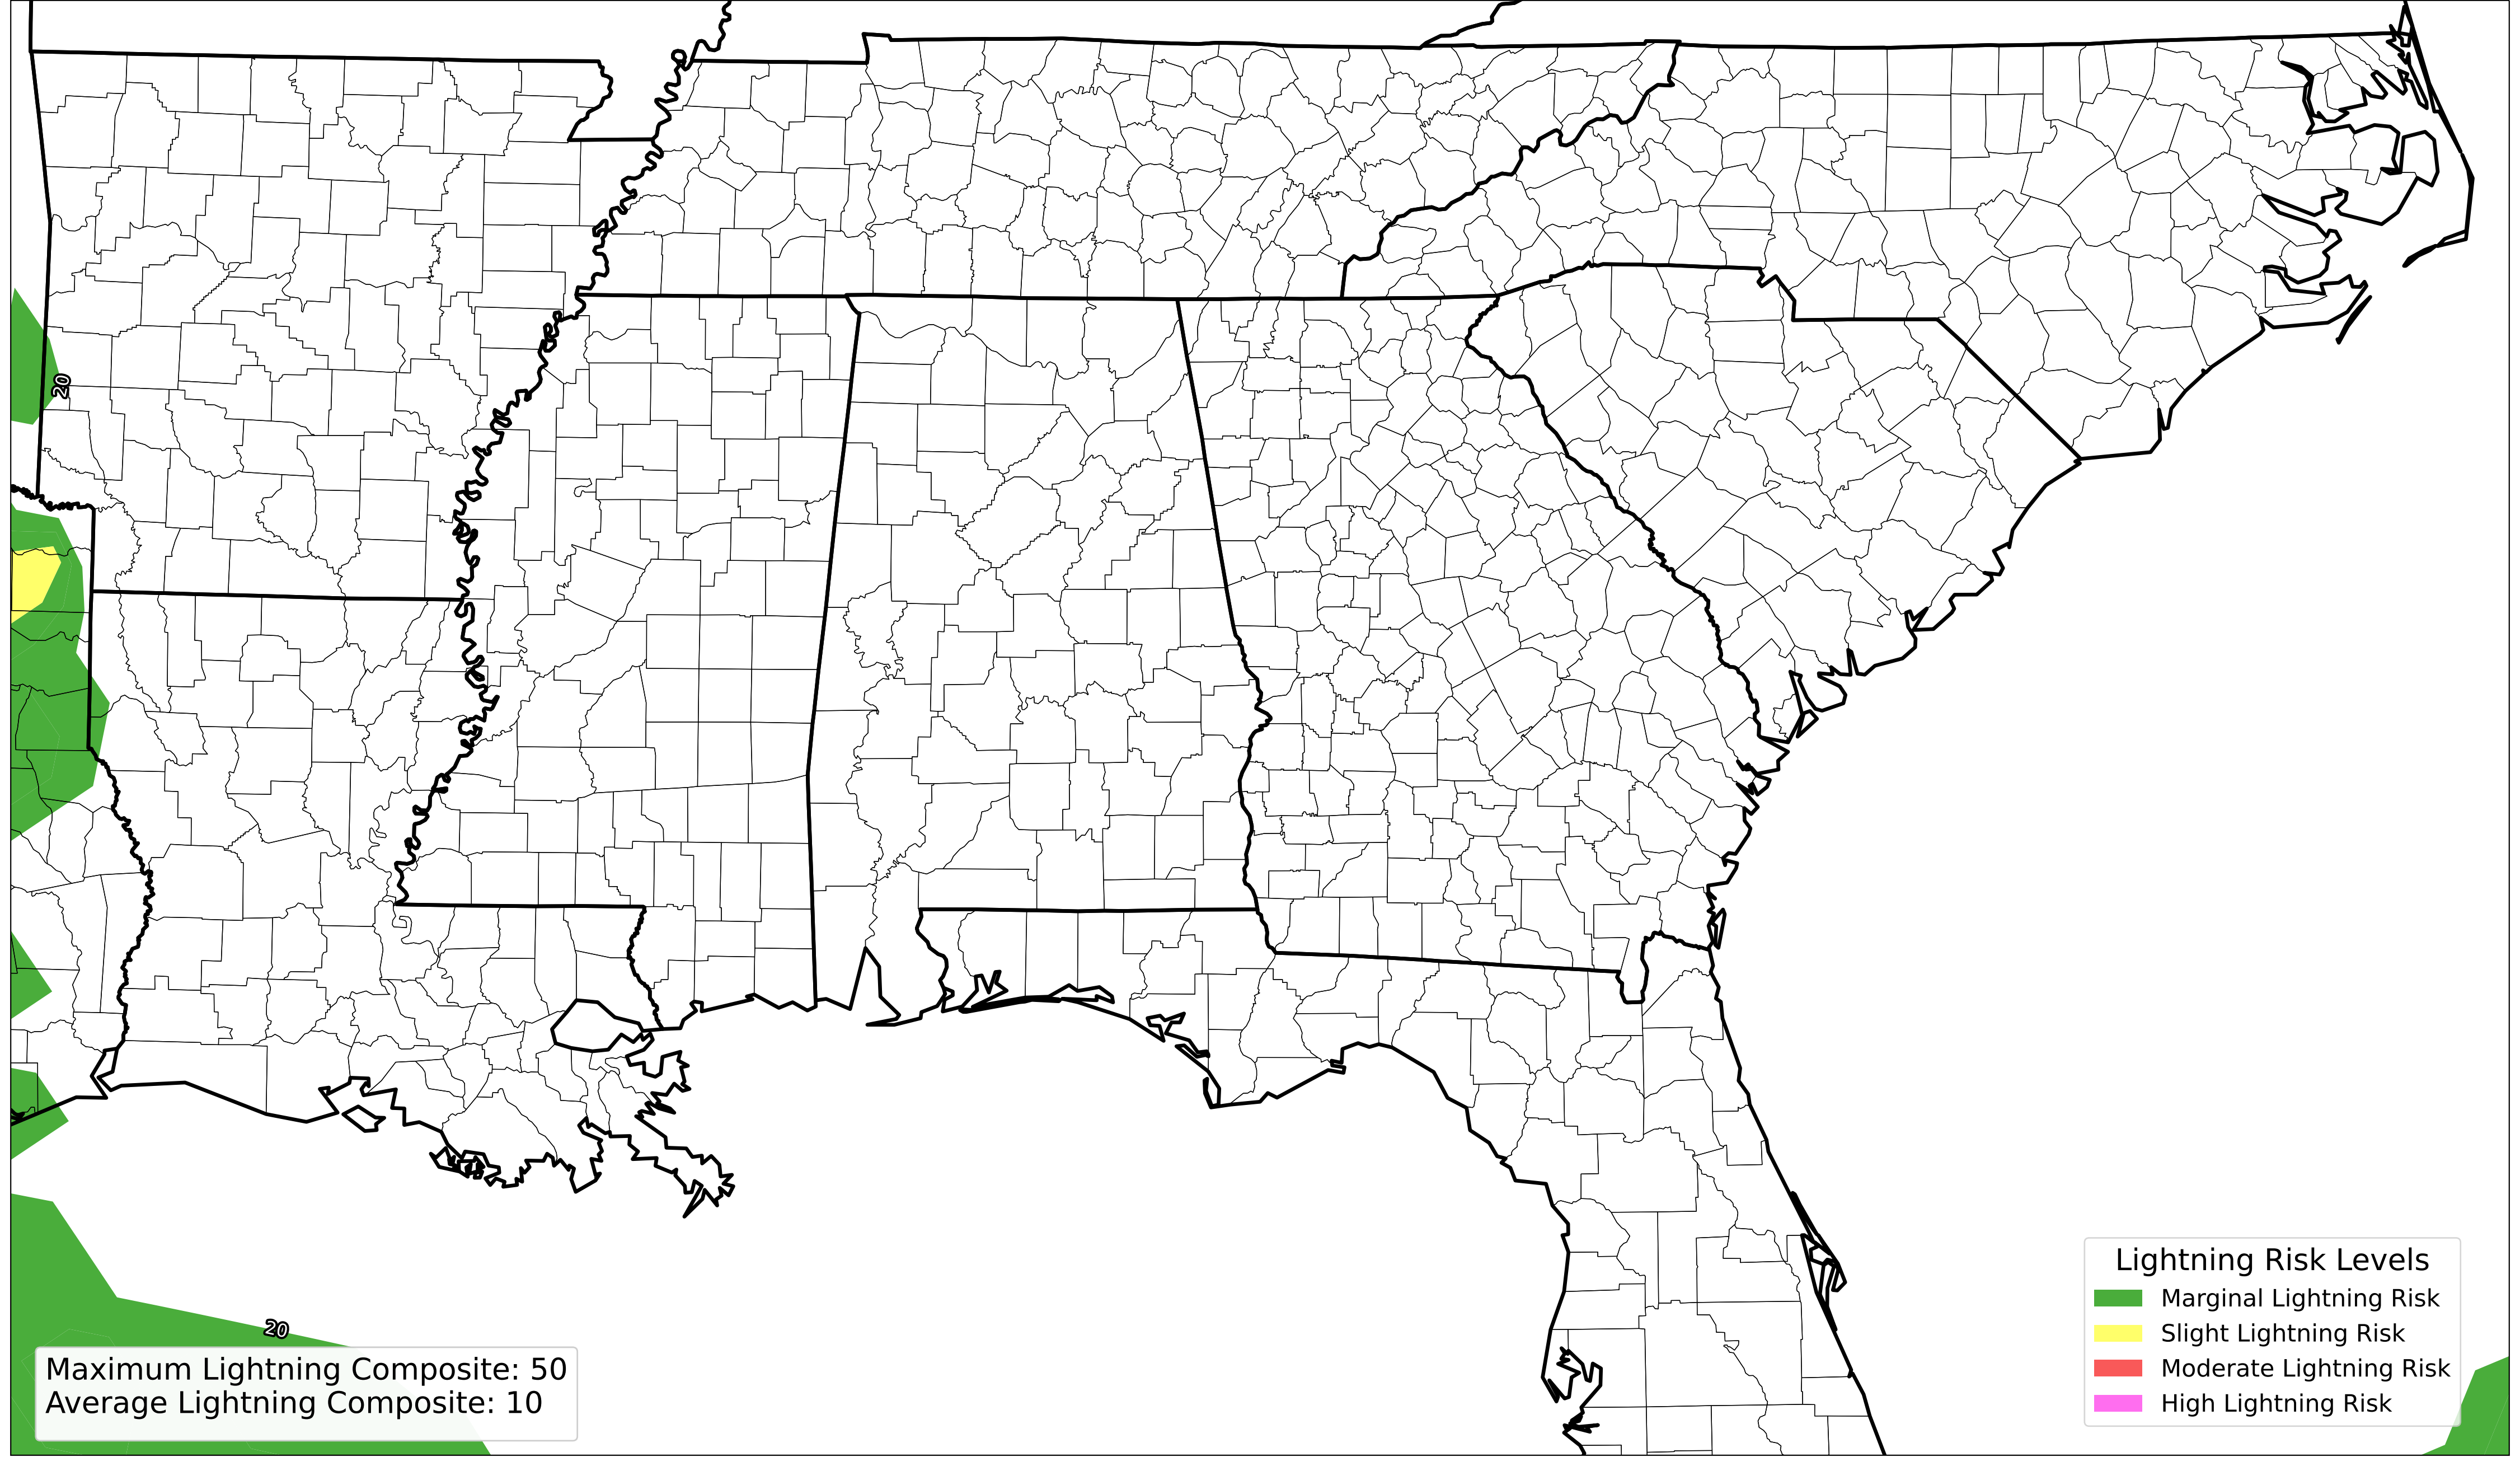 20
20
Maximum Lightning Composite: 50
Average Lightning Composite: 10
Lightning Risk Levels
Marginal Lightning Risk
Slight Lightning Risk
Moderate Lightning Risk
High Lightning Risk